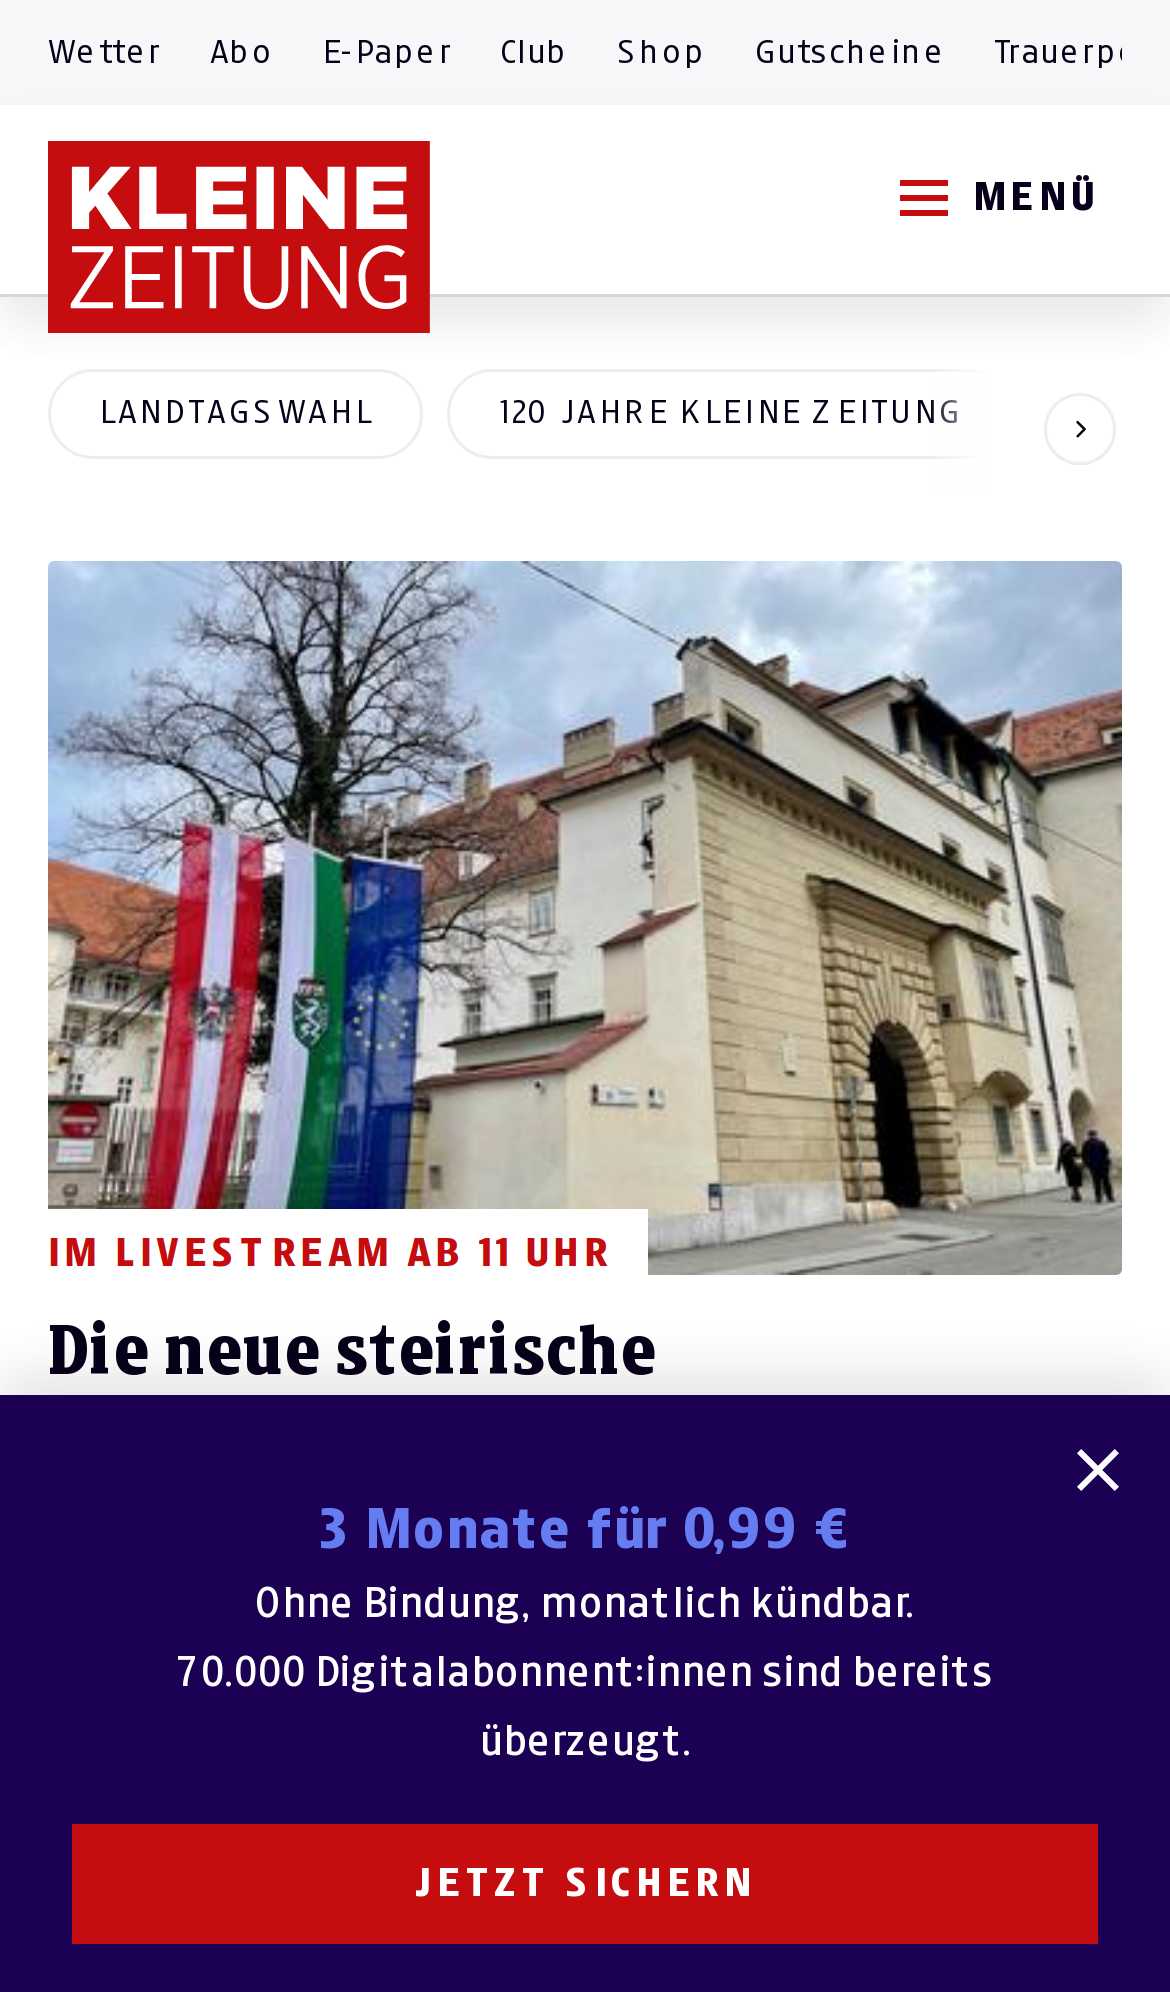 Wetter Abo E-Paper Club Shop Gutscheine
KLEINE
ZEITUNG
MENÜ
LANDTAGSWAHL 120 JAHRE KLEINE ZEITUNG
IM LIVESTREAM AB 11 UHR
Die neue steirische
3 Monate für 0,99 €
Ohne Bindung, monatlich kündbar.
70.000 Digitalabonnent:innen sind bereits
überzeugt.
JETZT SICHERN